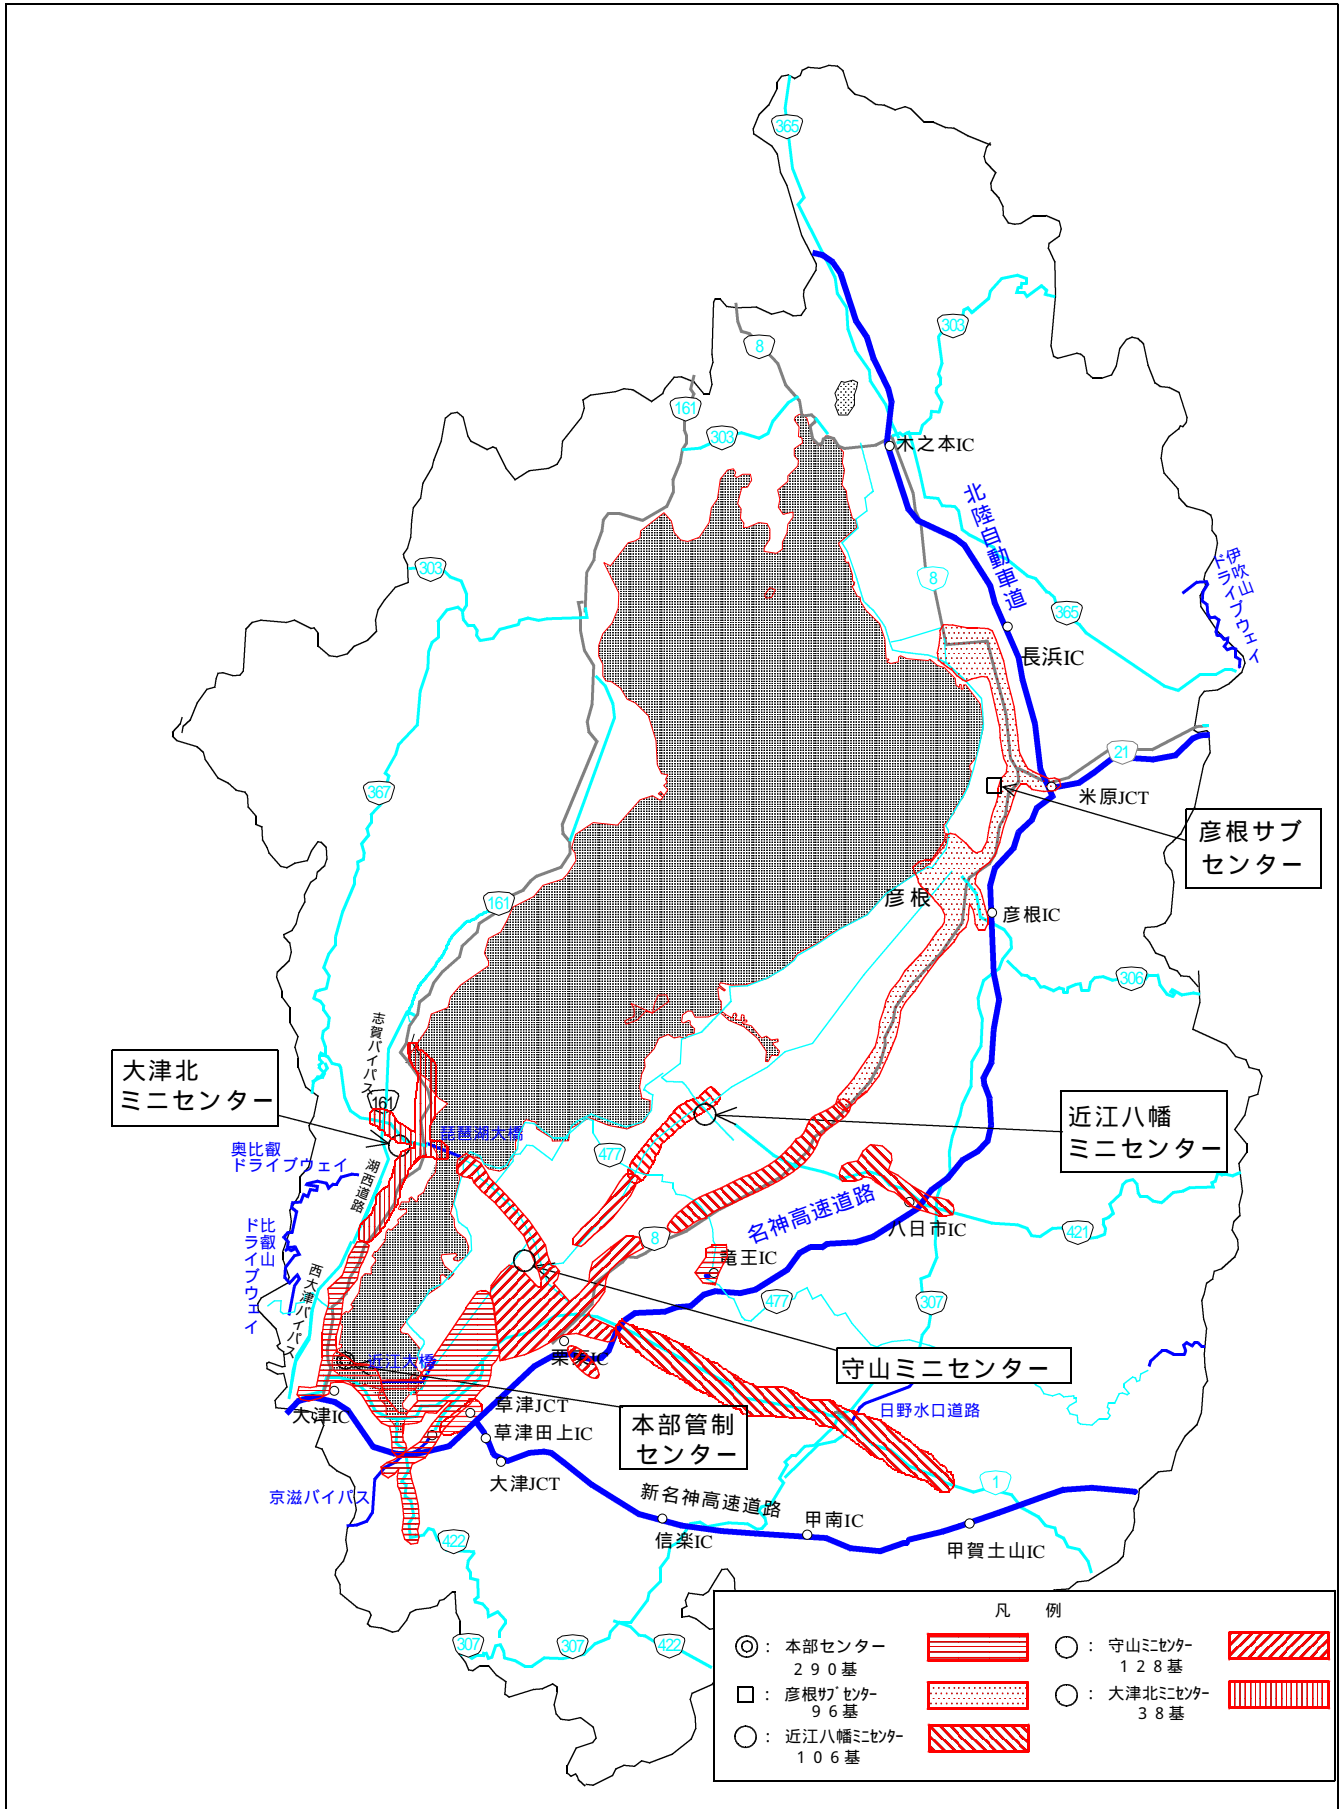 365
303
8
161
303
木之本IC
北陸自動車道
303
8
365
伊吹山
ドライブウェイ
長浜IC
21
367
米原JCT
彦根サブ
センター
彦根
161
彦根IC
306
志賀バイパス
大津北
ミニセンター
161
近江八幡
ミニセンター
琵琶湖大橋
奥比叡
ドライブウェイ
477
湖西道路
名神高速道路
八日市IC
421
比叡山
ドライブウェイ
8
竜王IC
西大津バイパス
477
307
近江大橋
守山ミニセンター
大津IC
草津JCT
本部管制
センター
日野水口道路
草津田上IC
大津JCT
1
京滋バイパス
新名神高速道路
甲南IC
信楽IC
422
甲賀土山IC
307
307
422
凡 例
◎ : 本部センター
290基
□ : 彦根サブセンター
96基
○ : 近江八幡ミニセンター
106基
○ : 守山ミニセンター
128基
○ : 大津北ミニセンター
38基